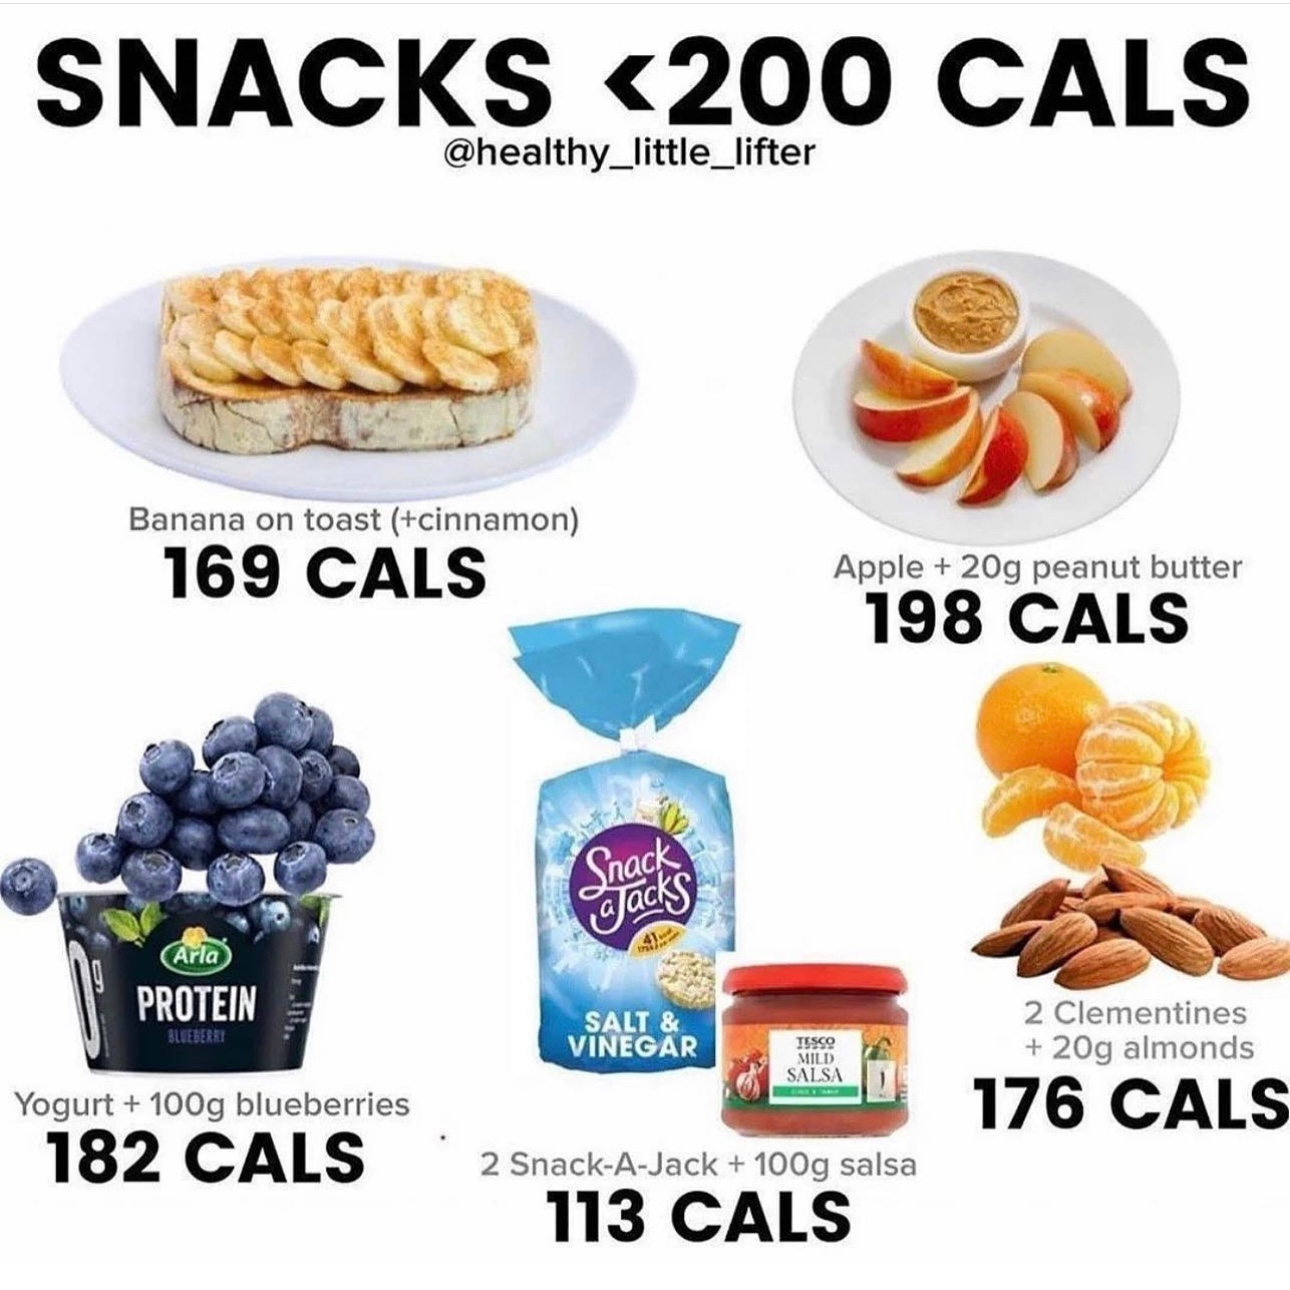 SNACKS <200 CALS
@healthy_little_lifter
Banana on toast (+cinnamon)
169 CALS
Apple + 20g peanut butter
198 CALS
Arla
PROTEIN
BLUEBERRY
0g
Yogurt + 100g blueberries
182 CALS
Snack
a Jacks
41
SALT &
VINEGAR
TESCO
MILD
SALSA
2 Snack-A-Jack + 100g salsa
113 CALS
2 Clementines
+ 20g almonds
176 CALS